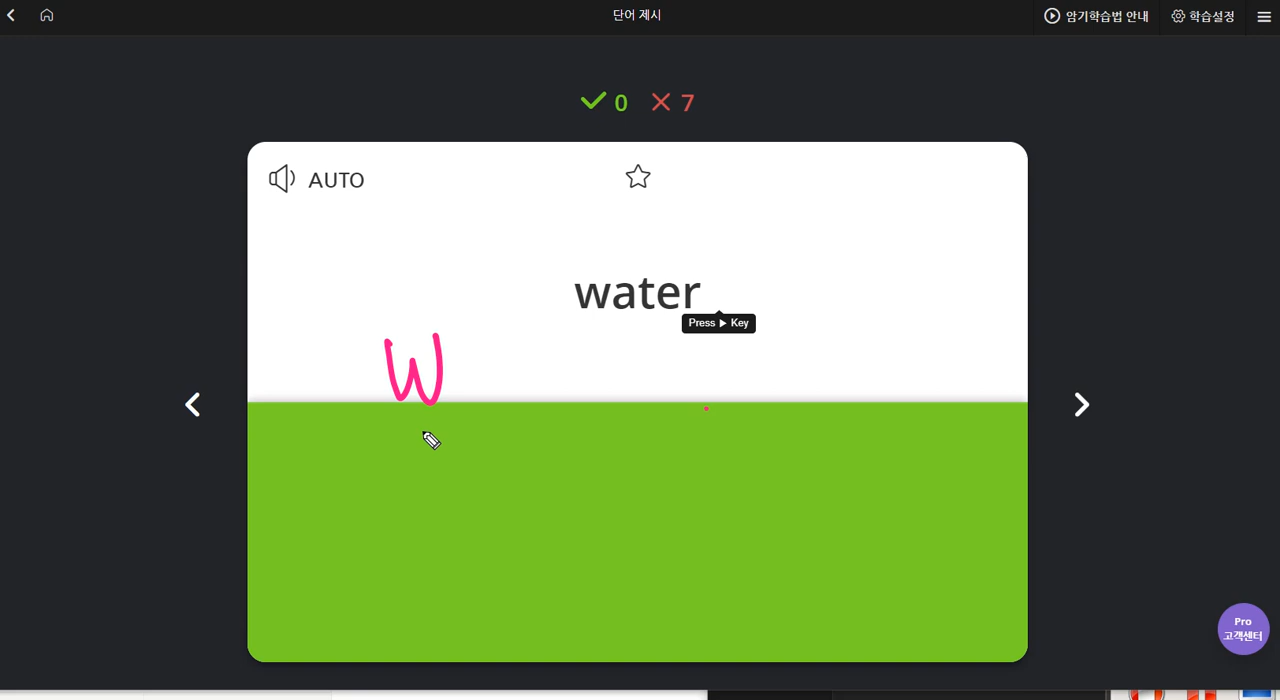 단어 제시
암기학습법 안내
학습설정
0
7
AUTO
water
Press ▶ Key
W
Pro
고객센터